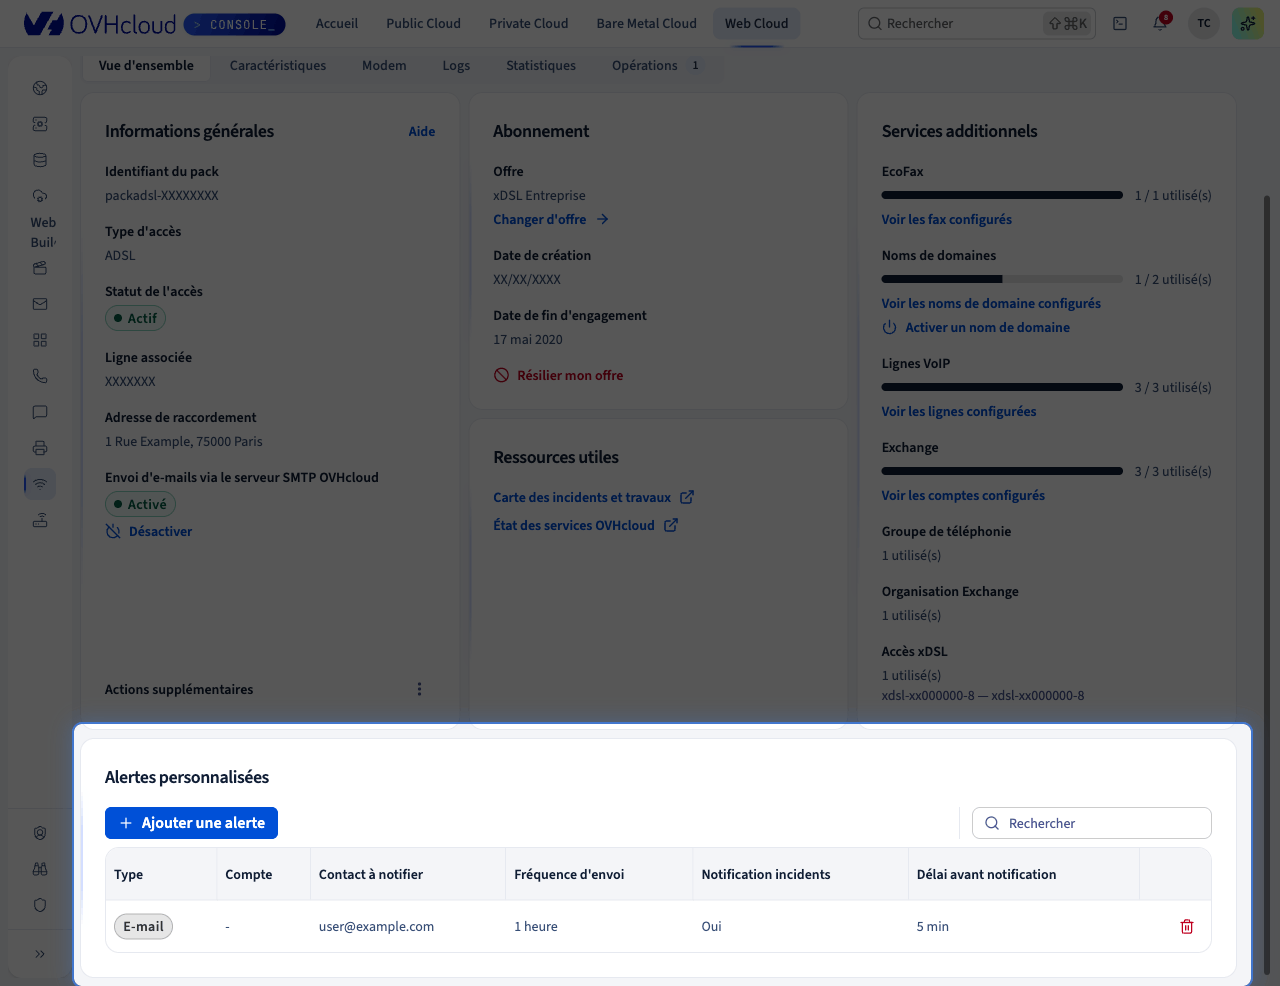 OVHcloud > CONSOLE_ Accueil Public Cloud Private Cloud Bare Metal Cloud Web Cloud Rechercher ⇧⌘K 8 TC
Vue d'ensemble Caractéristiques Modem Logs Statistiques Opérations 1
Web
Buil
Informations générales Aide
Identifiant du pack
packadsl-XXXXXXXX
Type d'accès
ADSL
Statut de l'accès
Actif
Ligne associée
XXXXXXX
Adresse de raccordement
1 Rue Example, 75000 Paris
Envoi d'e-mails via le serveur SMTP OVHcloud
Activé
Désactiver
Actions supplémentaires
Abonnement
Offre
xDSL Entreprise
Changer d'offre
Date de création
XX/XX/XXXX
Date de fin d'engagement
17 mai 2020
Résilier mon offre
Ressources utiles
Carte des incidents et travaux
État des services OVHcloud
Services additionnels
EcoFax
1 / 1 utilisé(s)
Voir les fax configurés
Noms de domaines
1 / 2 utilisé(s)
Voir les noms de domaine configurés
Activer un nom de domaine
Lignes VoIP
3 / 3 utilisé(s)
Voir les lignes configurées
Exchange
3 / 3 utilisé(s)
Voir les comptes configurés
Groupe de téléphonie
1 utilisé(s)
Organisation Exchange
1 utilisé(s)
Accès xDSL
1 utilisé(s)
xdsl-xx000000-8 — xdsl-xx000000-8
Alertes personnalisées
+ Ajouter une alerte Rechercher
Type Compte Contact à notifier Fréquence d'envoi Notification incidents Délai avant notification
E-mail - user@example.com 1 heure Oui 5 min